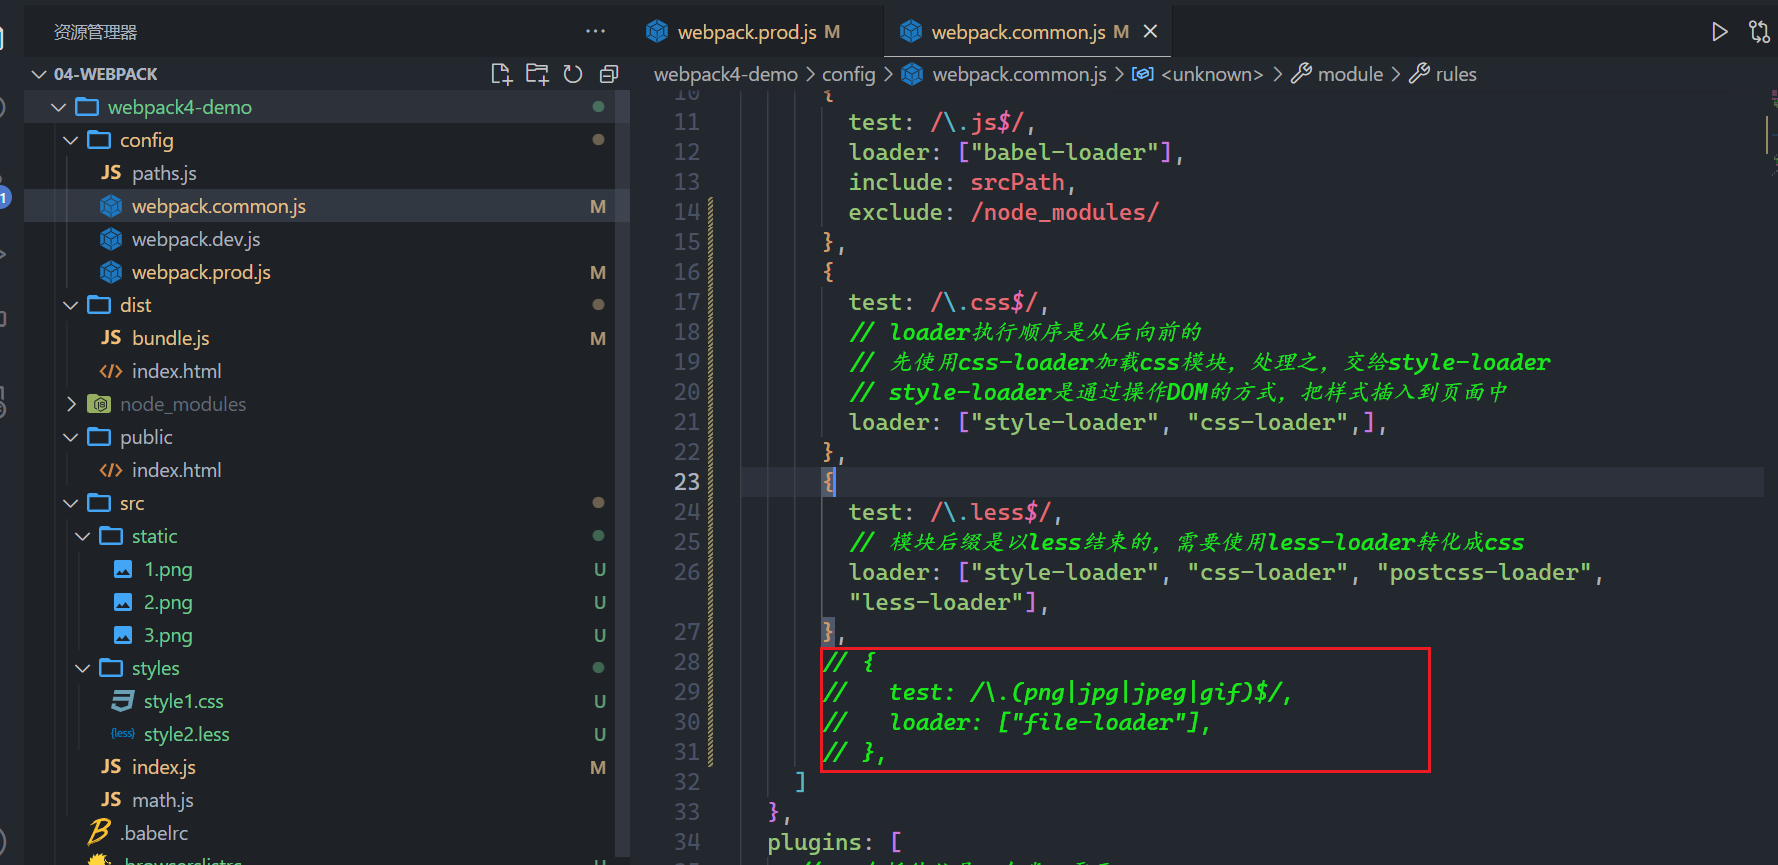 资源管理器
···
webpack.prod.js M
webpack.common.js M
04-WEBPACK
webpack4-demo > config > webpack.common.js > <unknown> > module > rules
webpack4-demo
config
JS paths.js
webpack.common.js M
webpack.dev.js
webpack.prod.js M
dist
JS bundle.js M
</> index.html
node_modules
public
</> index.html
src
static
1.png U
2.png U
3.png U
styles
style1.css U
{less} style2.less U
JS index.js M
JS math.js
.babelrc
.browserslistrc U
1
10 {
11 test: /\.js$/,
12 loader: ["babel-loader"],
13 include: srcPath,
14 exclude: /node_modules/
15 },
16 {
17 test: /\.css$/,
18 // loader执行顺序是从后向前的
19 // 先使用css-loader加载css模块，处理之，交给style-loader
20 // style-loader是通过操作DOM的方式，把样式插入到页面中
21 loader: ["style-loader", "css-loader",],
22 },
23 {
24 test: /\.less$/,
25 // 模块后缀是以less结束的，需要使用less-loader转化成css
26 loader: ["style-loader", "css-loader", "postcss-loader",
"less-loader"],
27 },
28 // {
29 //   test: /\.(png|jpg|jpeg|gif)$/,
30 //   loader: ["file-loader"],
31 // },
32 ]
33 },
34 plugins: [